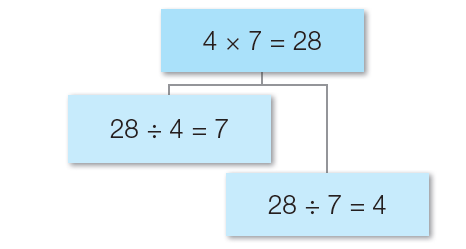 4 × 7 = 28
28 ÷ 4 = 7
28 ÷ 7 = 4